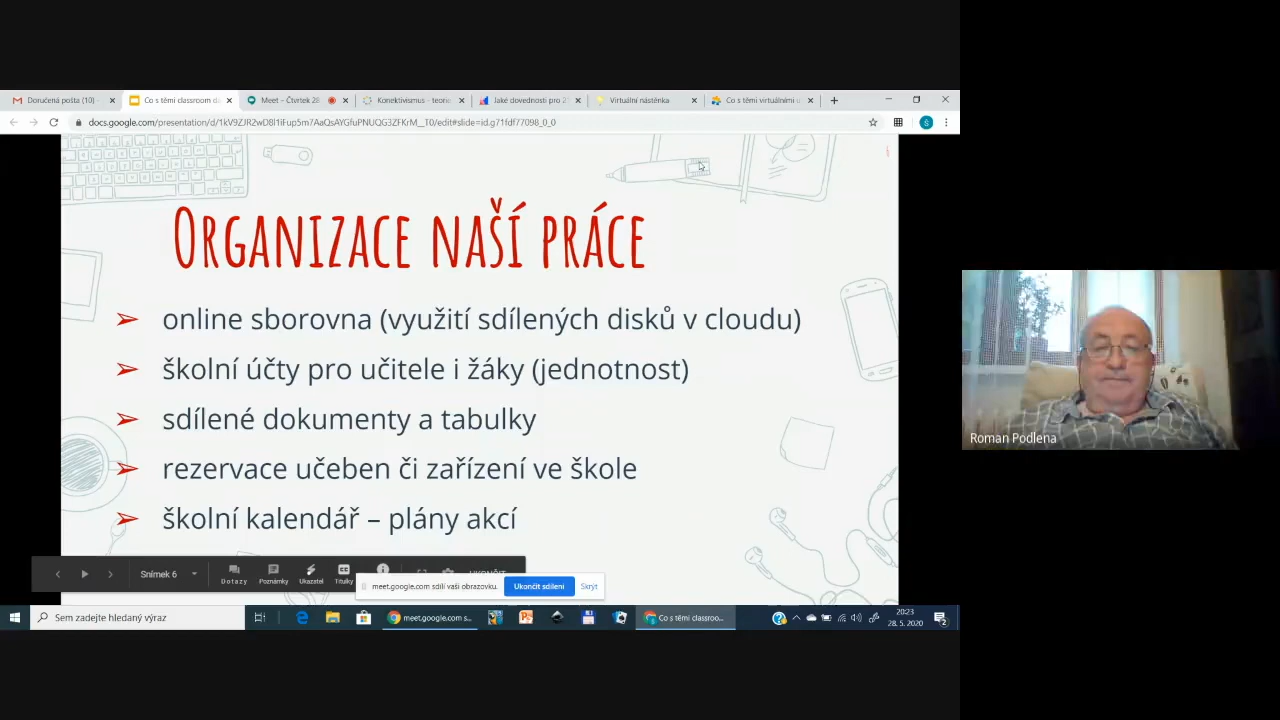 Doručená pošta (10)
Co s těmi classroom da
Meet – Čtvrtek 28
Konektivismus - teorie
Jaké dovednosti pro 2
Virtuální nástěnka
Co s těmi virtuálními u
docs.google.com/presentation/d/1kV9ZJR2wD8l1iFup5m7AaQsAYGfuPNUQG3ZFKrM__T0/edit#slide=id.g71fdf77098_0_0
Organizace naší práce
➢ online sborovna (využití sdílených disků v cloudu)
➢ školní účty pro učitele i žáky (jednotnost)
➢ sdílené dokumenty a tabulky
➢ rezervace učeben či zařízení ve škole
➢ školní kalendář – plány akcí
Roman Podlena
Snímek 6
Dotazy
Poznámky
Ukazatel
Titulky
meet.google.com sdílí vaši obrazovku.
Ukončit sdílení
Skrýt
Sem zadejte hledaný výraz
meet.google.com s...
Co s těmi classroo...
20:23
28. 5. 2020